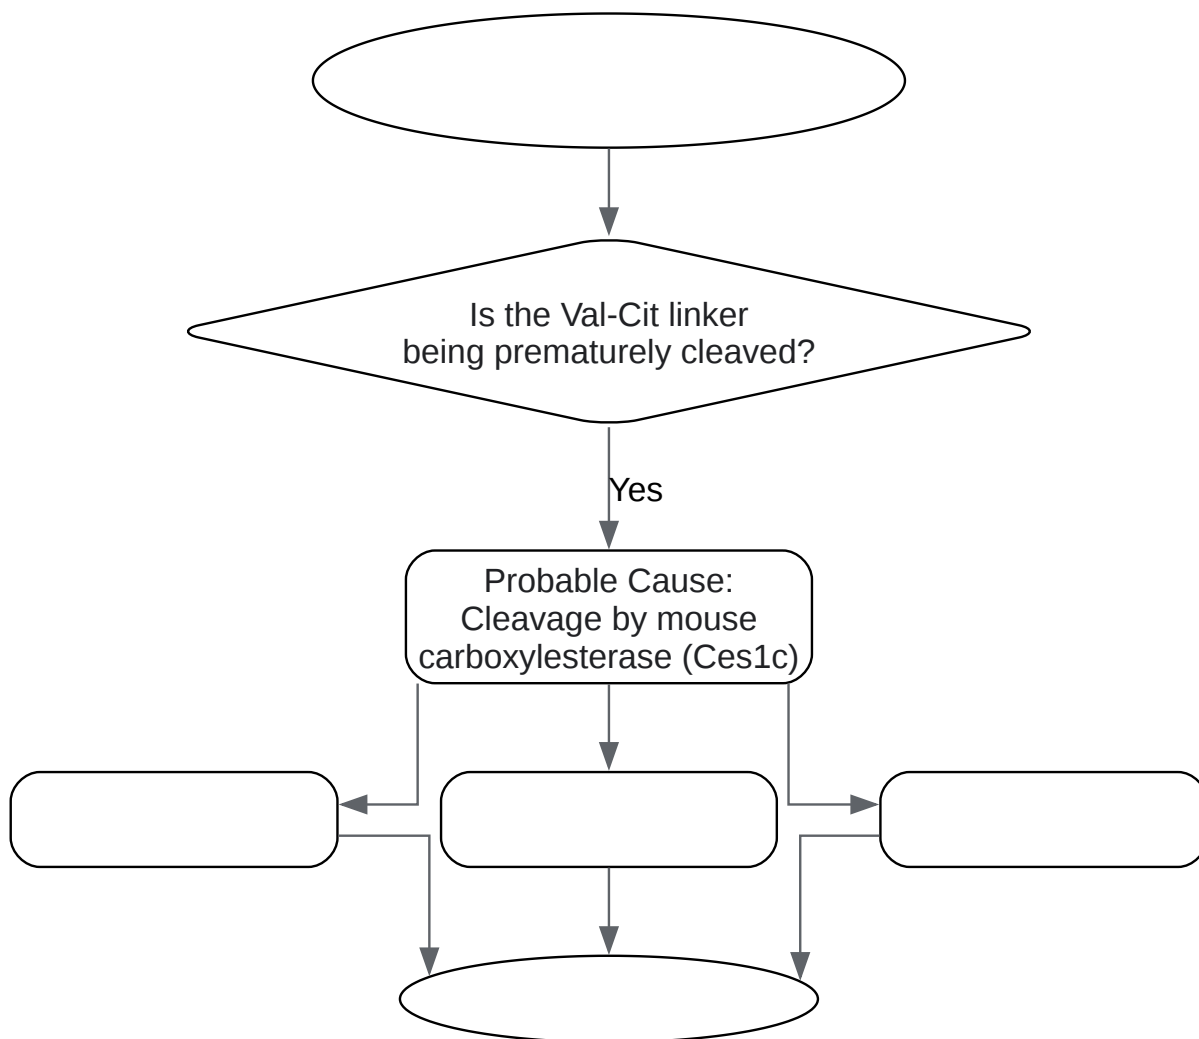 Is the Val-Cit linker
being prematurely cleaved?
Yes
Probable Cause:
Cleavage by mouse
carboxylesterase (Ces1c)